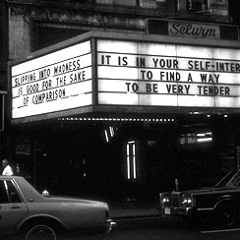 Selwyn
SLIPPING INTO MADNESS
IS GOOD FOR THE SAKE
OF COMPARISON
IT IS IN YOUR SELF-INTER
TO FIND A WAY
TO BE VERY TENDER